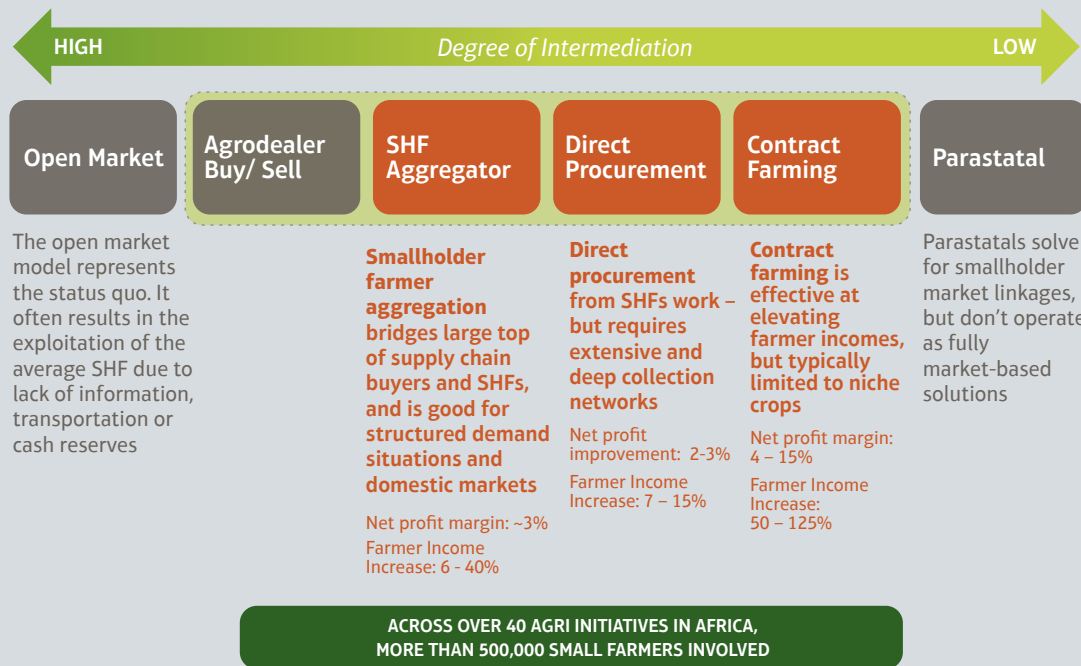 HIGH
Degree of Intermediation
LOW
Open Market
Agrodealer
Buy/ Sell
SHF
Aggregator
Direct
Procurement
Contract
Farming
Parastatal
The open market
model represents
the status quo. It
often results in the
exploitation of the
average SHF due to
lack of information,
transportation or
cash reserves
Smallholder
farmer
aggregation
bridges large top
of supply chain
buyers and SHFs,
and is good for
structured demand
situations and
domestic markets
Net profit margin: ~3%
Farmer Income
Increase: 6 - 40%
Direct
procurement
from SHFs work –
but requires
extensive and
deep collection
networks
Net profit
improvement: 2-3%
Farmer Income
Increase: 7 – 15%
Contract
farming is
effective at
elevating
farmer incomes,
but typically
limited to niche
crops
Net profit margin:
4 – 15%
Farmer Income
Increase:
50 – 125%
Parastatals solve
for smallholder
market linkages,
but don't operate
as fully
market-based
solutions
ACROSS OVER 40 AGRI INITIATIVES IN AFRICA,
MORE THAN 500,000 SMALL FARMERS INVOLVED